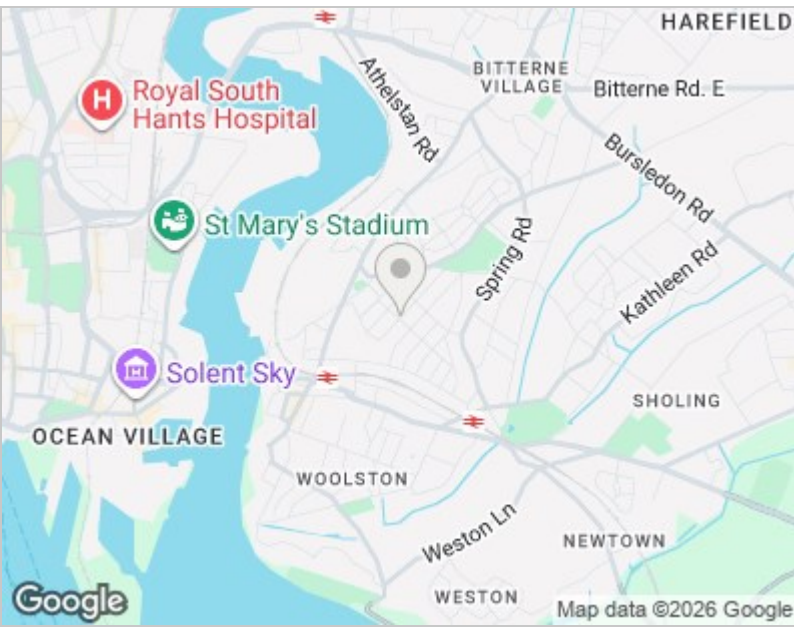 HAREFIELD
BITTERNE
VILLAGE
Bitterne Rd. E
Athelstan Rd
Royal South
Hants Hospital
H
Bursledon Rd
St Mary's Stadium
Spring Rd
Kathleen Rd
Solent Sky
SHOLING
OCEAN VILLAGE
WOOLSTON
Weston Ln
NEWTOWN
WESTON
Google
Map data ©2026 Google